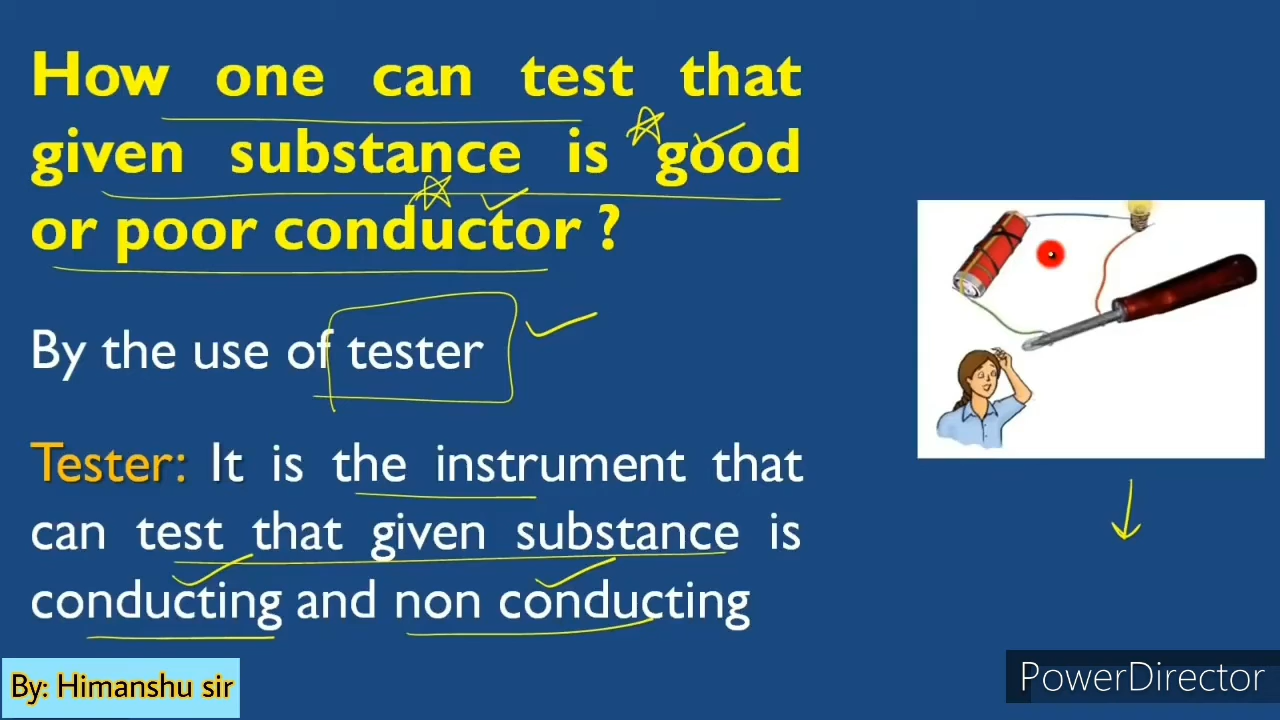 How one can test that
given substance is good
or poor conductor ?
By the use of tester
Tester: It is the instrument that
can test that given substance is
conducting and non conducting
By: Himanshu sir
PowerDirector